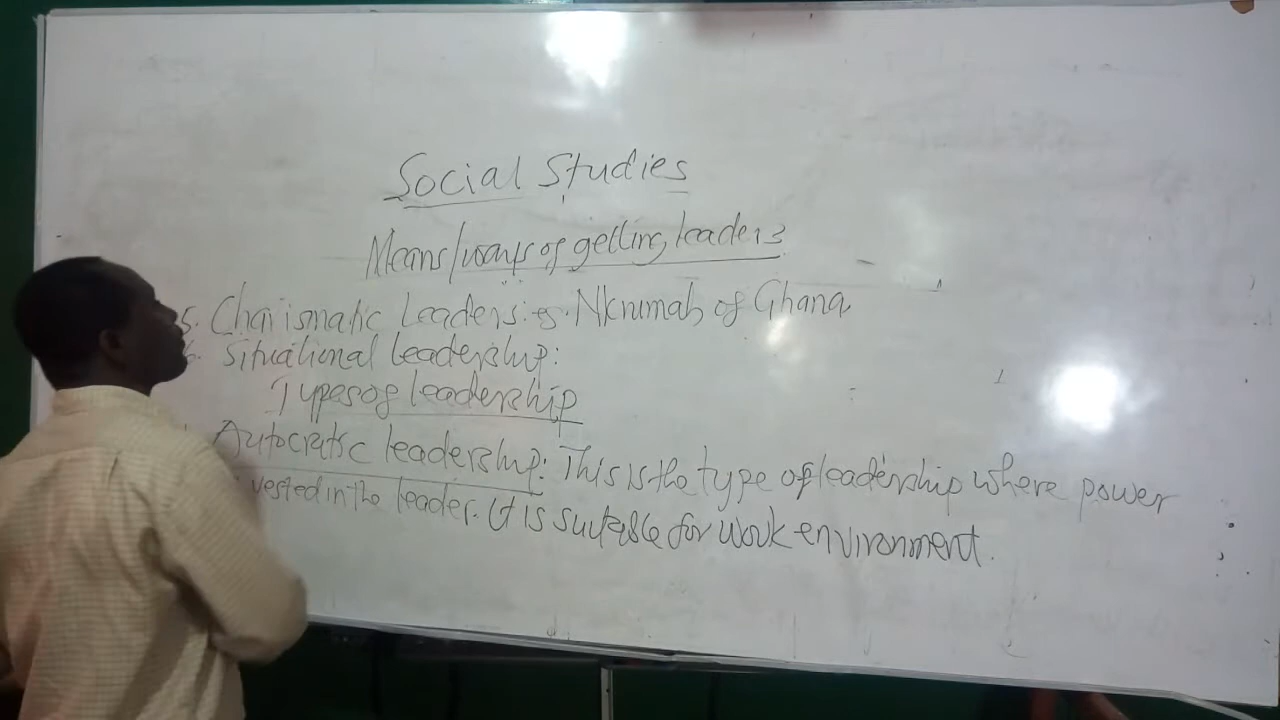 Social Studies
Means/ways of getting leaders
5. Charismatic Leaders: eg. Nkrumah of Ghana,
6. Situational leadership:
Types of leadership
Autocratic leadership: This is the type of leadership where power
vested in the leader. It is suitable for work environment.